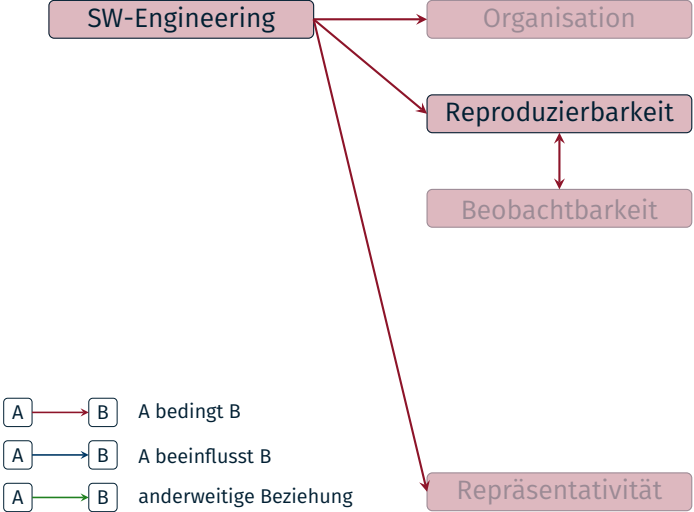 SW-Engineering
Organisation
Reproduzierbarkeit
Beobachtbarkeit
A B A bedingt B
A B A beeinflusst B
A B anderweitige Beziehung
Repräsentativität